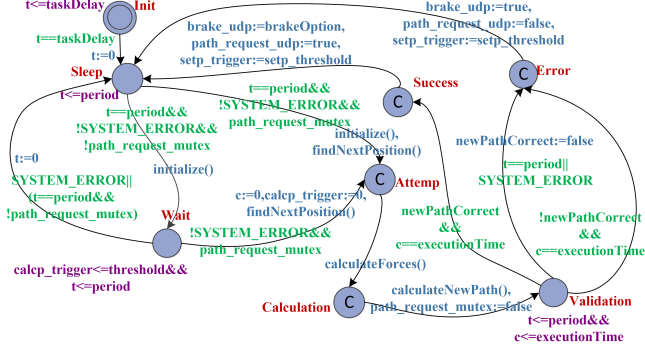 t<=taskDelay
Init
t==taskDelay
t:=0
Sleep
t<=period
brake_udp:=brakeOption,
path_request_udp:=true,
setp_trigger:=setp_threshold
brake_udp:=true,
path_request_udp:=false,
setp_trigger:=setp_threshold
Error
C
Success
C
t==period&&
!SYSTEM_ERROR&&
path_request_mutex
t==period&&
!SYSTEM_ERROR&&
!path_request_mutex
initialize(),
findNextPosition()
newPathCorrect:=false
t==period||
SYSTEM_ERROR
t:=0
initialize()
SYSTEM_ERROR||
(t==period&&
!path_request_mutex)
C
Attemp
c:=0,calcp_trigger:=0,
findNextPosition()
Wait
!SYSTEM_ERROR&&
path_request_mutex
newPathCorrect
&&
c==executionTime
!newPathCorrect
&&
c==executionTime
calcp_trigger<=threshold&&
t<=period
calculateForces()
Calculation
C
calculateNewPath(),
path_request_mutex:=false
Validation
t<=period&&
c<=executionTime